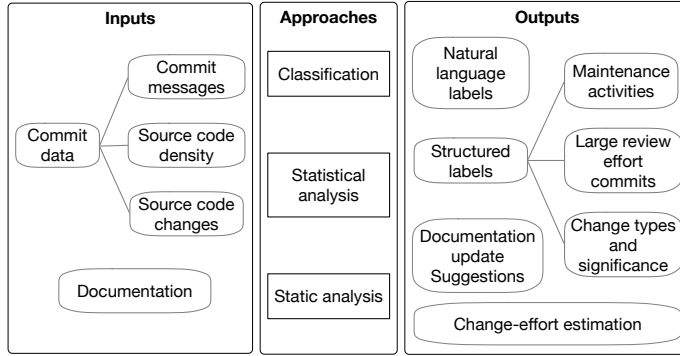 Inputs
Commit
data
Commit
messages
Source code
density
Source code
changes
Documentation
Approaches
Classification
Statistical
analysis
Static analysis
Outputs
Natural
language
labels
Structured
labels
Maintenance
activities
Large review
effort
commits
Change types
and
significance
Documentation
update
Suggestions
Change-effort estimation